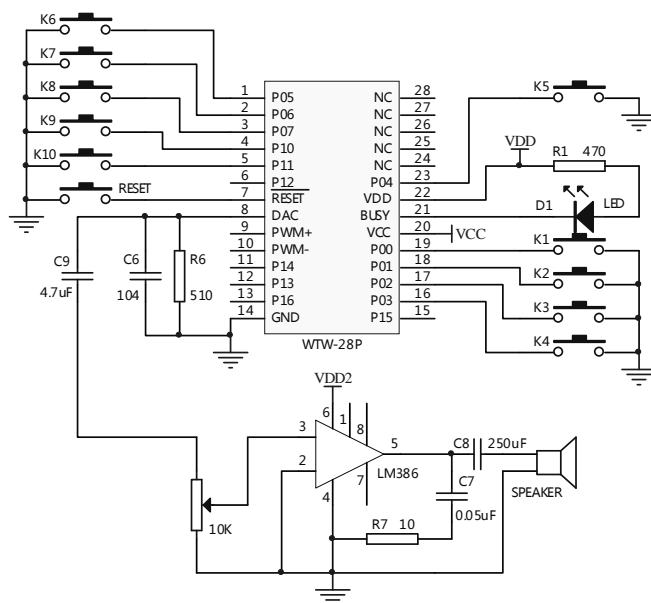 K6
K7
K8
K9
K10
RESET
1 P05 NC 28
2 P06 NC 27
3 P07 NC 26
4 P10 NC 25
5 P11 NC 24
6 P12 P04 23
7 RESET VDD 22
8 DAC BUSY 21
9 PWM+ VCC 20
10 PWM- P00 19
11 P14 P01 18
12 P13 P02 17
13 P16 P03 16
14 GND P15 15
WTW-28P
K5
VDD
R1 470
D1 LED
VCC
K1
K2
K3
K4
C9
4.7uF
C6
104
R6
510
VDD2
6
1
8
3
2
5
LM386
4
7
C8 250uF
C7
0.05uF
SPEAKER
R7 10
10K